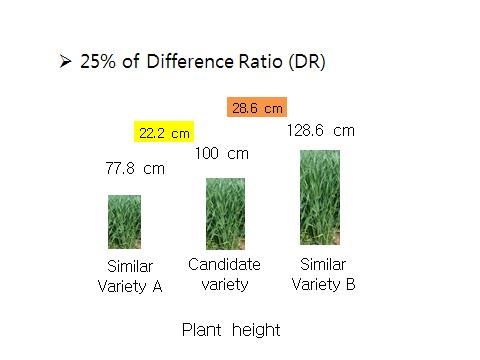 ➢ 25% of Difference Ratio (DR)
28.6 cm
22.2 cm
128.6 cm
100 cm
77.8 cm
Similar Variety A
Candidate variety
Similar Variety B
Plant height